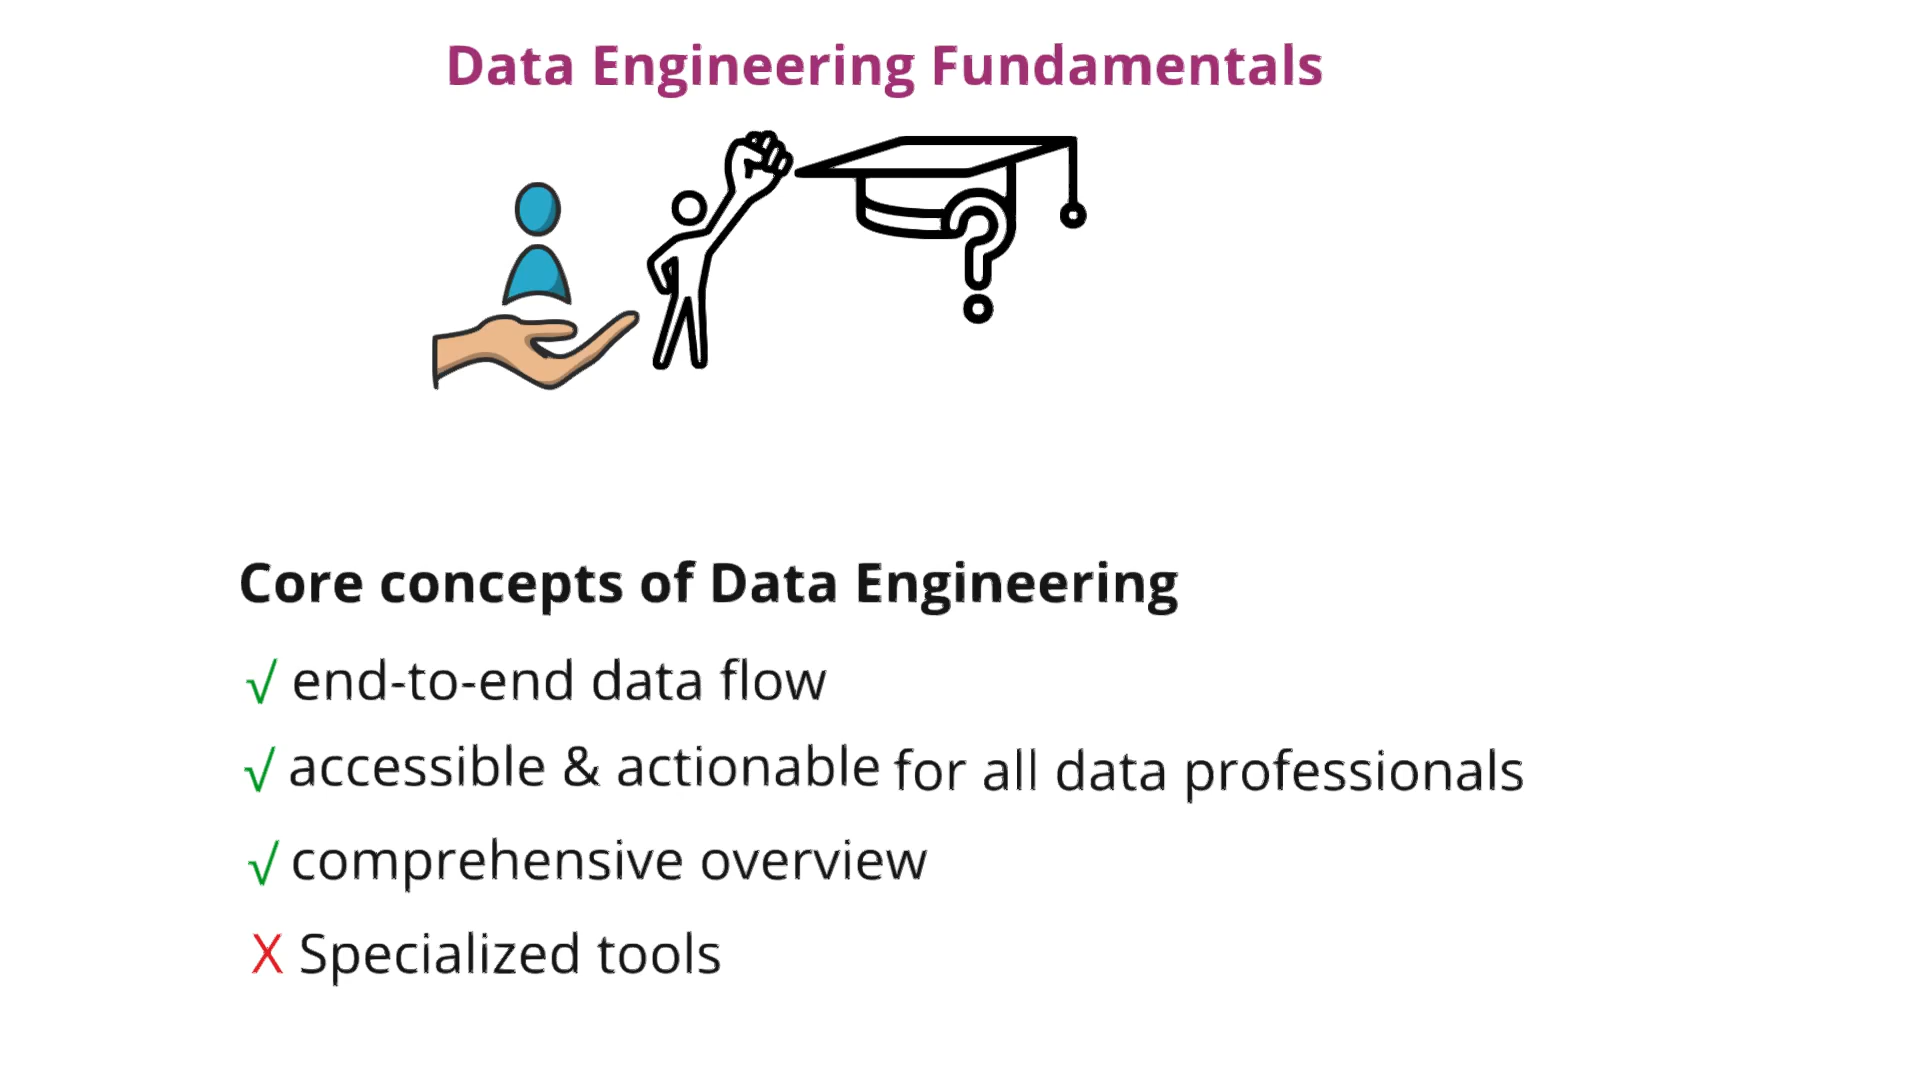 Data Engineering Fundamentals
?
Core concepts of Data Engineering
√ end-to-end data flow
√ accessible & actionable for all data professionals
√ comprehensive overview
X Specialized tools